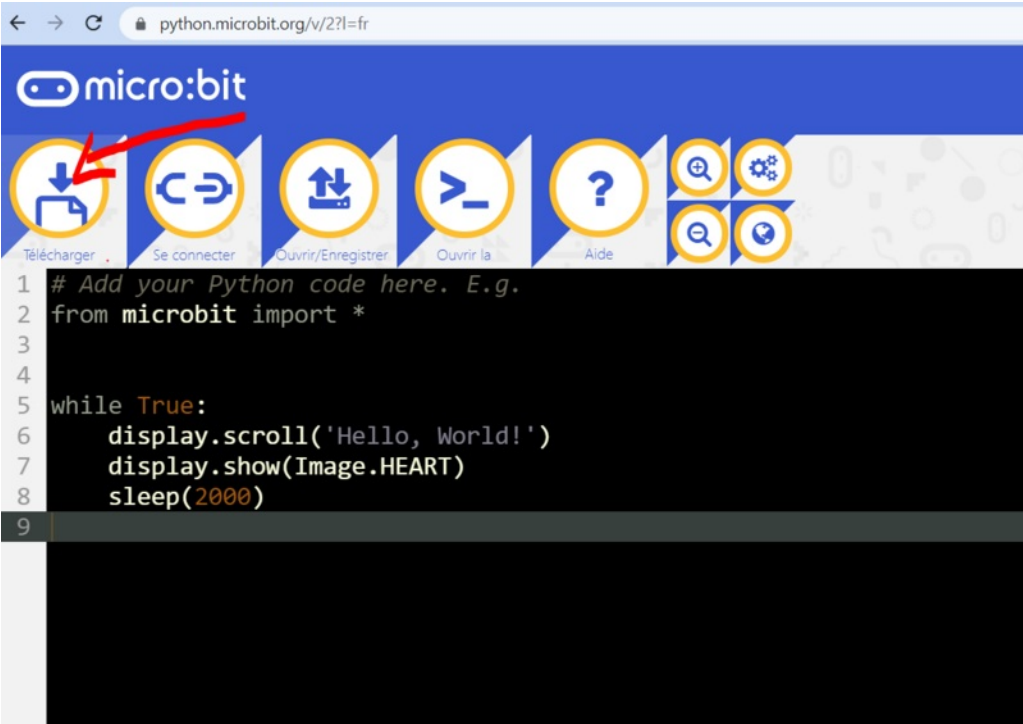 python.microbit.org/v/2?l=fr
micro:bit
Télécharger
Se connecter
Ouvrir/Enregistrer
Ouvrir la
Aide
1 # Add your Python code here. E.g.
2 from microbit import *
3
4
5 while True:
6     display.scroll('Hello, World!')
7     display.show(Image.HEART)
8     sleep(2000)
9